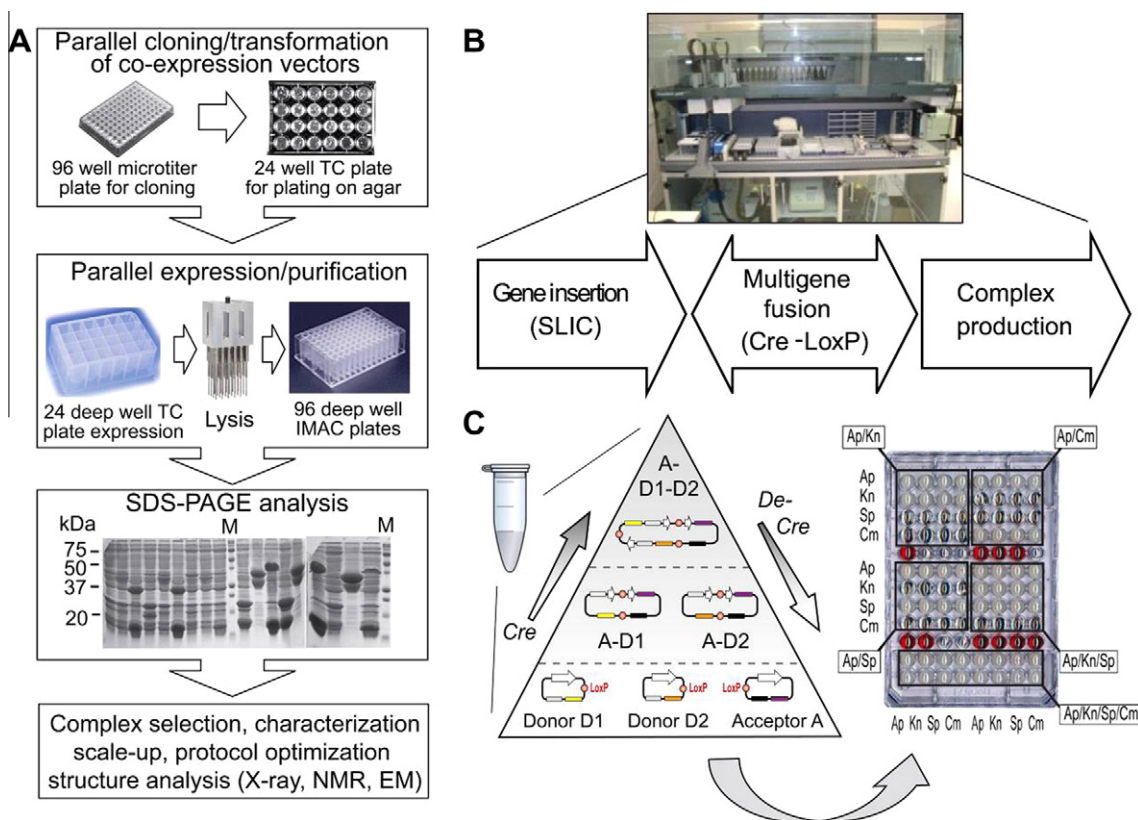 A
Parallel cloning/transformation
of co-expression vectors
96 well microtiter
plate for cloning
24 well TC plate
for plating on agar
Parallel expression/purification
24 deep well TC
plate expression
Lysis
96 deep well
IMAC plates
SDS-PAGE analysis
kDa
M
M
75
50
37
20
Complex selection, characterization
scale-up, protocol optimization
structure analysis (X-ray, NMR, EM)
B
Gene insertion
(SLIC)
Multigene
fusion
(Cre -LoxP)
Complex
production
C
A-
D1-D2
Cre
De-
Cre
A-D1
A-D2
LoxP
LoxP
LoxP
Donor D1
Donor D2
Acceptor A
Ap/Kn
Ap/Cm
Ap
Kn
Sp
Cm
Ap
Kn
Sp
Cm
Ap/Sp
Ap/Kn/Sp
Ap/Kn/Sp/Cm
Ap Kn Sp Cm
Ap Kn Sp Cm